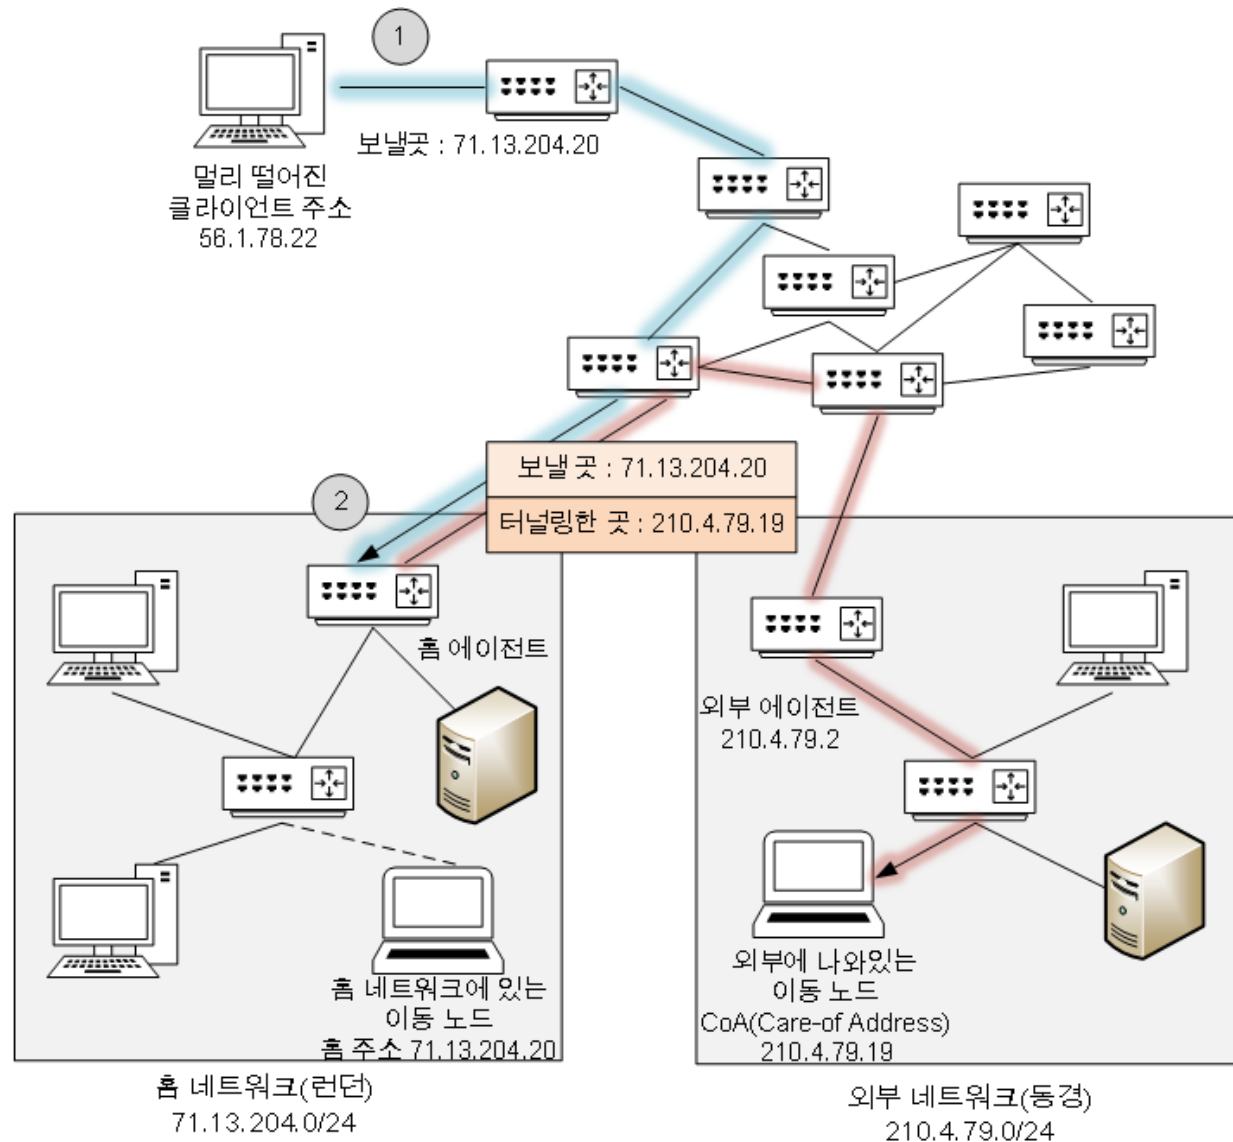 1
보낼곳 : 71.13.204.20
멀리 떨어진
클라이언트 주소
56.1.78.22
보낼 곳 : 71.13.204.20
터널링한 곳 : 210.4.79.19
2
홈 에이전트
외부 에이전트
210.4.79.2
홈 네트워크에 있는
이동 노드
홈 주소 71.13.204.20
외부에 나와있는
이동 노드
CoA(Care-of Address)
210.4.79.19
홈 네트워크(런던)
71.13.204.0/24
외부 네트워크(동경)
210.4.79.0/24